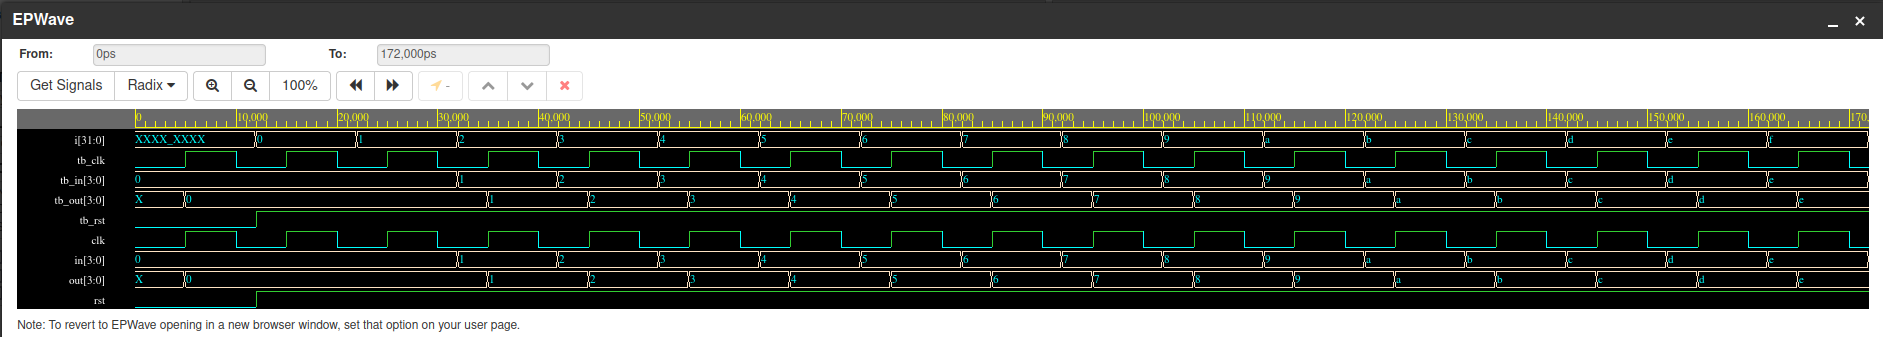 EPWave
From: 0ps To: 172,000ps
Get Signals Radix 100% -
0 10,000 20,000 30,000 40,000 50,000 60,000 70,000 80,000 90,000 100,000 110,000 120,000 130,000 140,000 150,000 160,000 170,
i[31:0] XXXX_XXXX 0 1 2 3 4 5 6 7 8 9 a b c d e f
tb_clk
tb_in[3:0] 0 1 2 3 4 5 6 7 8 9 a b c d e
tb_out[3:0] X 0 1 2 3 4 5 6 7 8 9 a b c d e
tb_rst
clk
in[3:0] 0 1 2 3 4 5 6 7 8 9 a b c d e
out[3:0] X 0 1 2 3 4 5 6 7 8 9 a b c d e
rst
Note: To revert to EPWave opening in a new browser window, set that option on your user page.